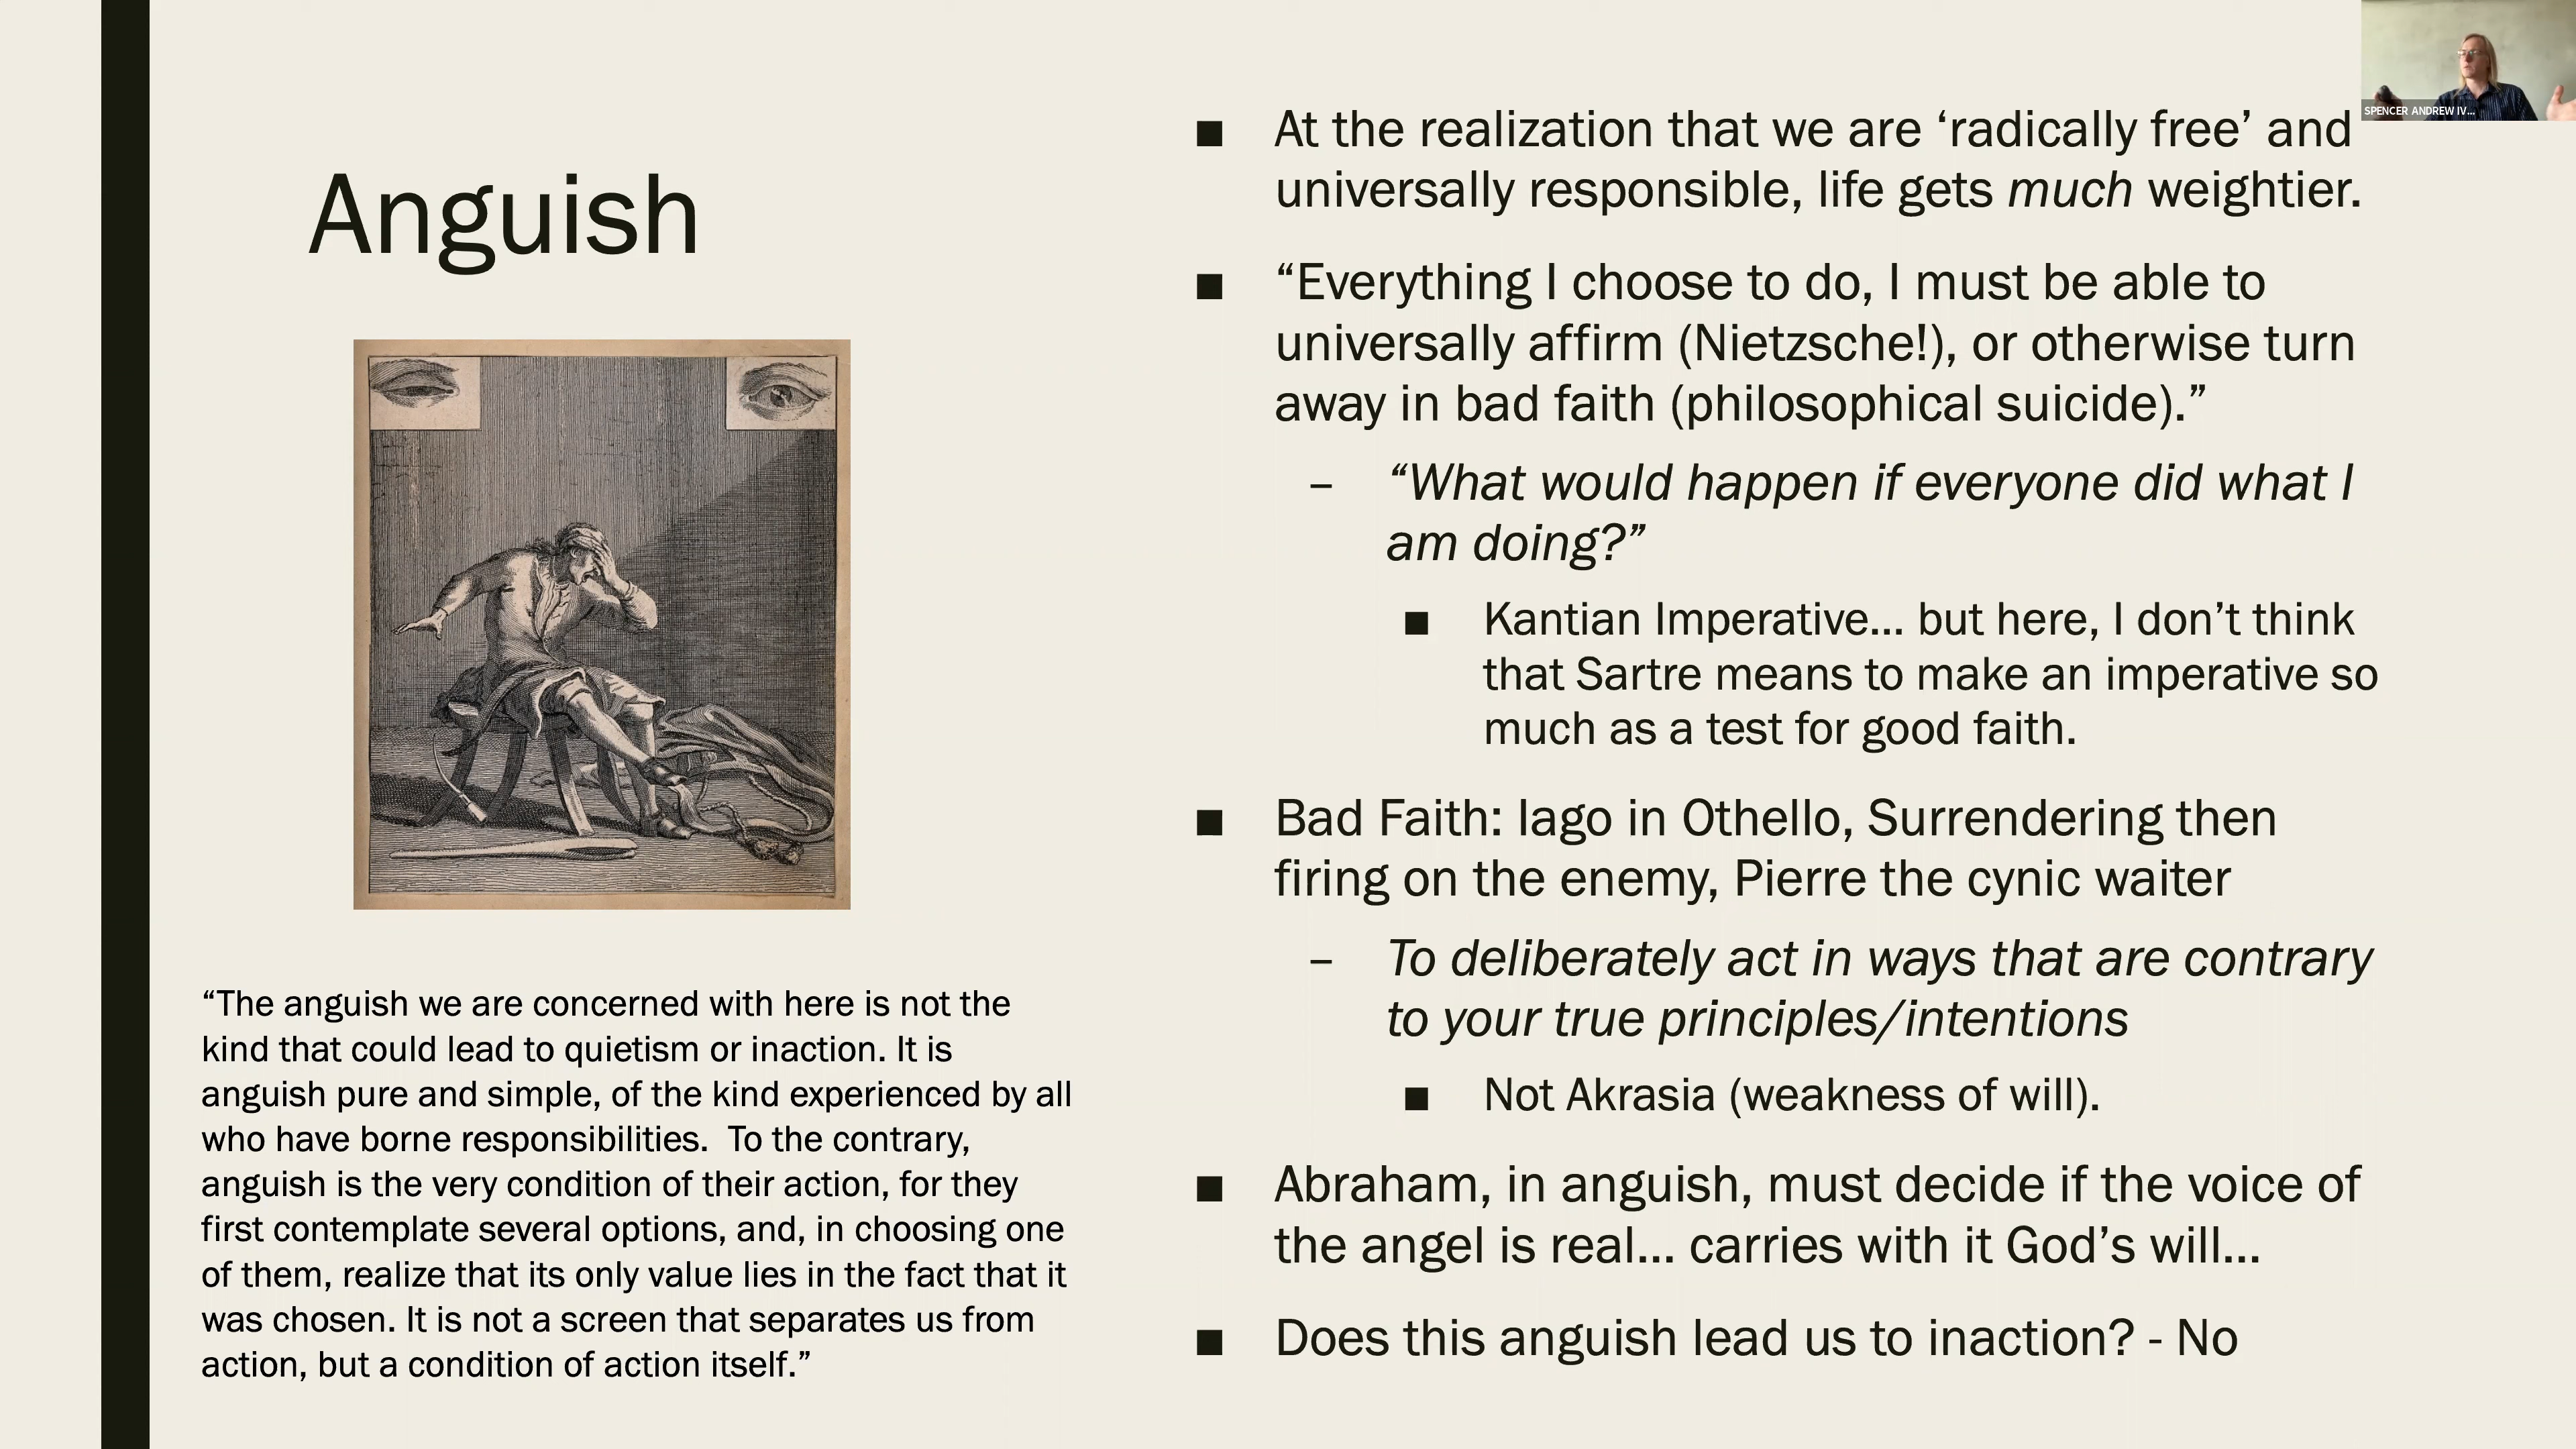 Anguish
“The anguish we are concerned with here is not the
kind that could lead to quietism or inaction. It is
anguish pure and simple, of the kind experienced by all
who have borne responsibilities.  To the contrary,
anguish is the very condition of their action, for they
first contemplate several options, and, in choosing one
of them, realize that its only value lies in the fact that it
was chosen. It is not a screen that separates us from
action, but a condition of action itself.”
SPENCER ANDREW IV...
■ At the realization that we are ‘radically free’ and
universally responsible, life gets much weightier.
■ “Everything I choose to do, I must be able to
universally affirm (Nietzsche!), or otherwise turn
away in bad faith (philosophical suicide).”
– “What would happen if everyone did what I
am doing?”
■ Kantian Imperative... but here, I don’t think
that Sartre means to make an imperative so
much as a test for good faith.
■ Bad Faith: Iago in Othello, Surrendering then
firing on the enemy, Pierre the cynic waiter
– To deliberately act in ways that are contrary
to your true principles/intentions
■ Not Akrasia (weakness of will).
■ Abraham, in anguish, must decide if the voice of
the angel is real... carries with it God’s will...
■ Does this anguish lead us to inaction? - No